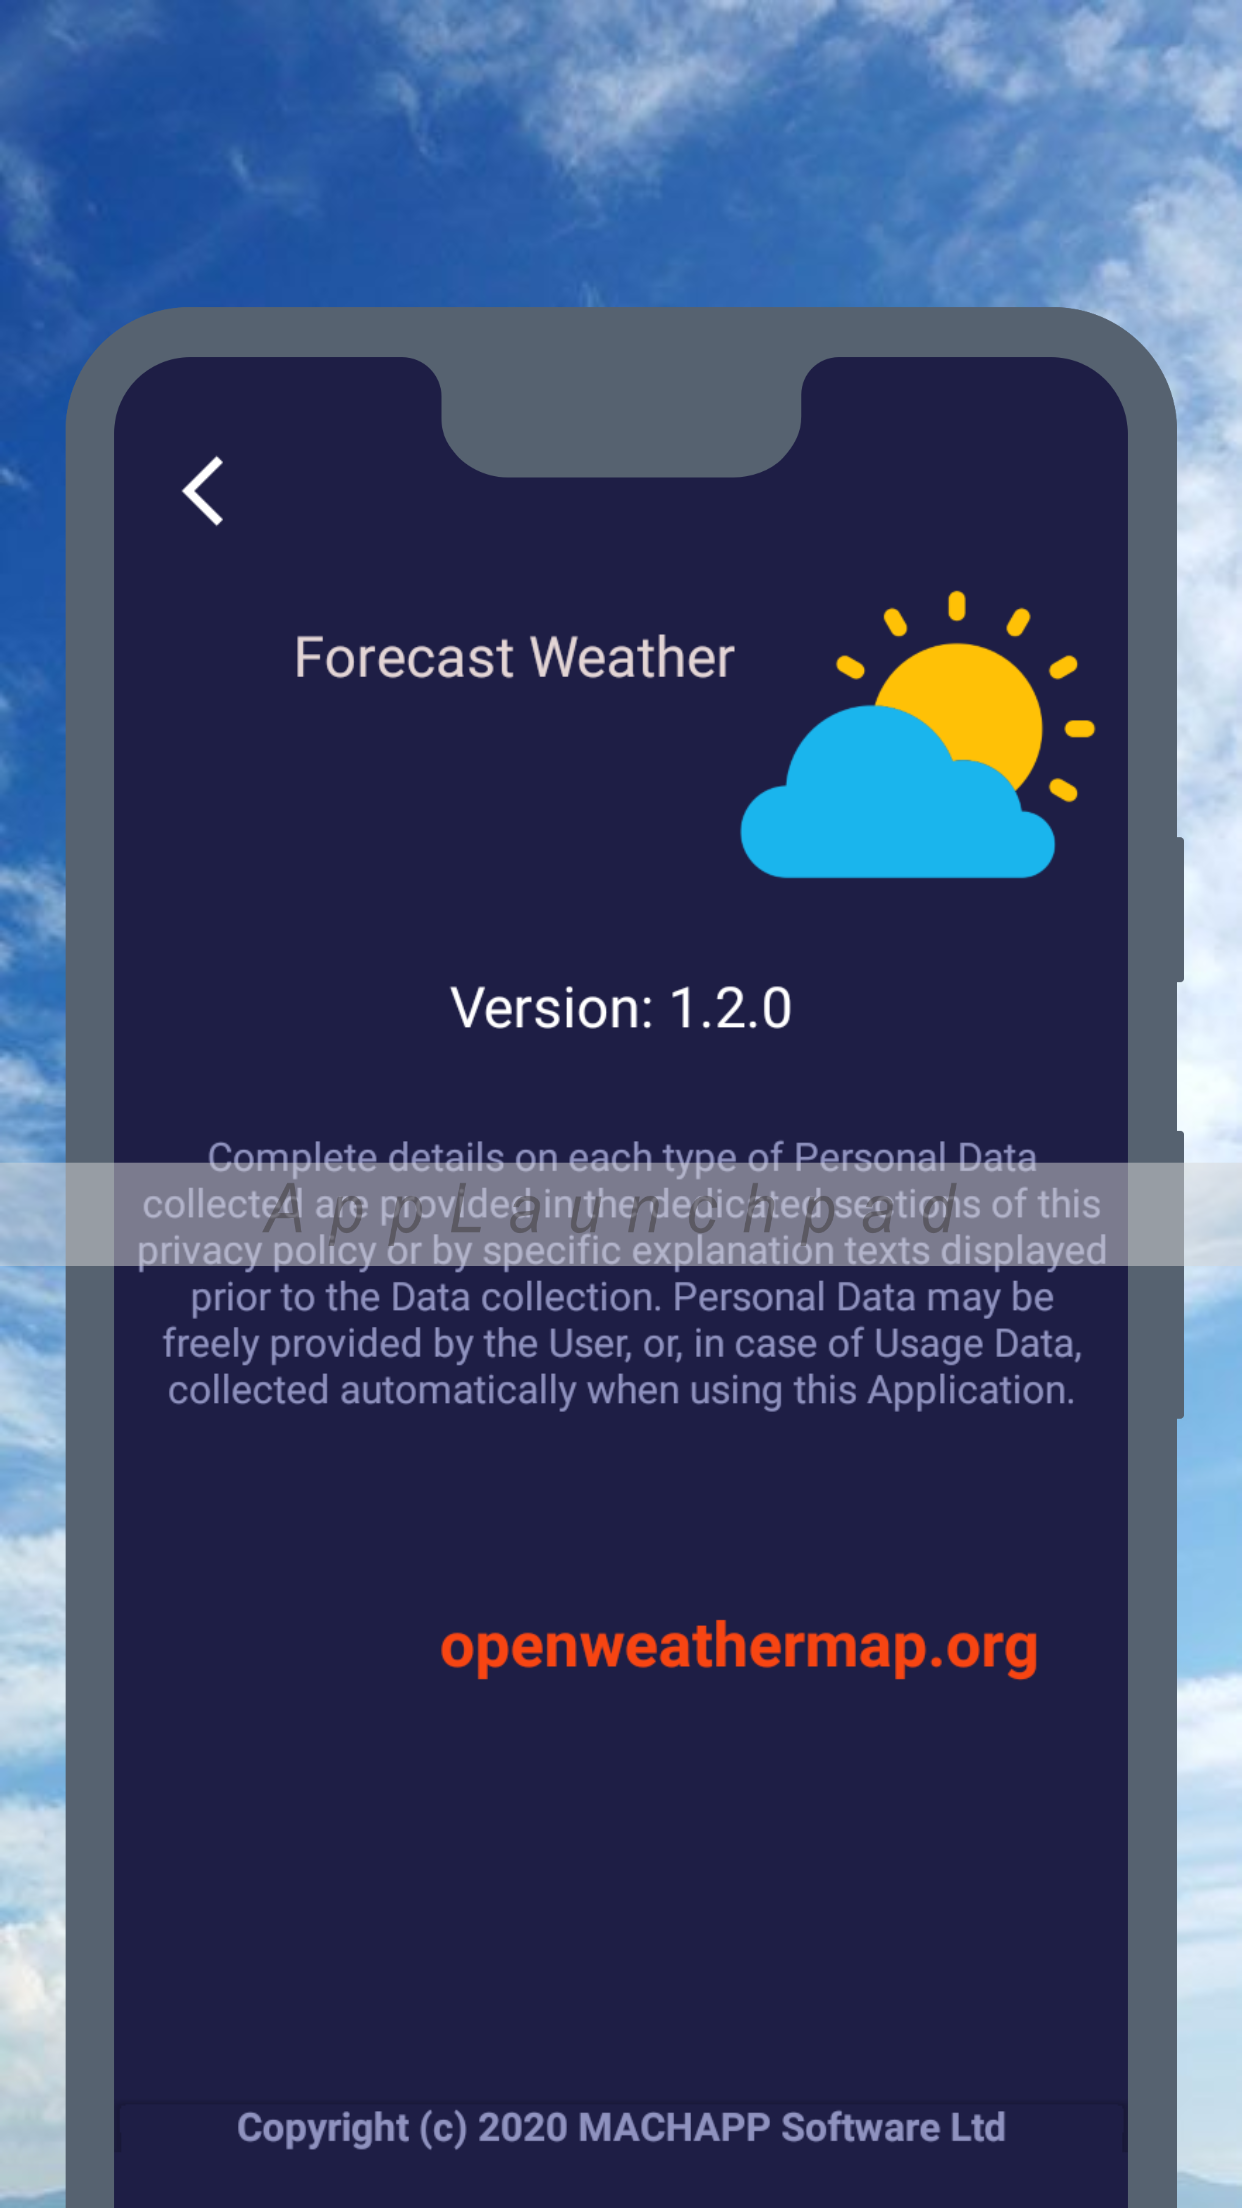 Forecast Weather
Version: 1.2.0
Complete details on each type of Personal Data
collected are provided in the dedicated sections of this
AppLaunchpad
privacy policy or by specific explanation texts displayed
prior to the Data collection. Personal Data may be
freely provided by the User, or, in case of Usage Data,
collected automatically when using this Application.
openweathermap.org
Copyright (c) 2020 MACHAPP Software Ltd